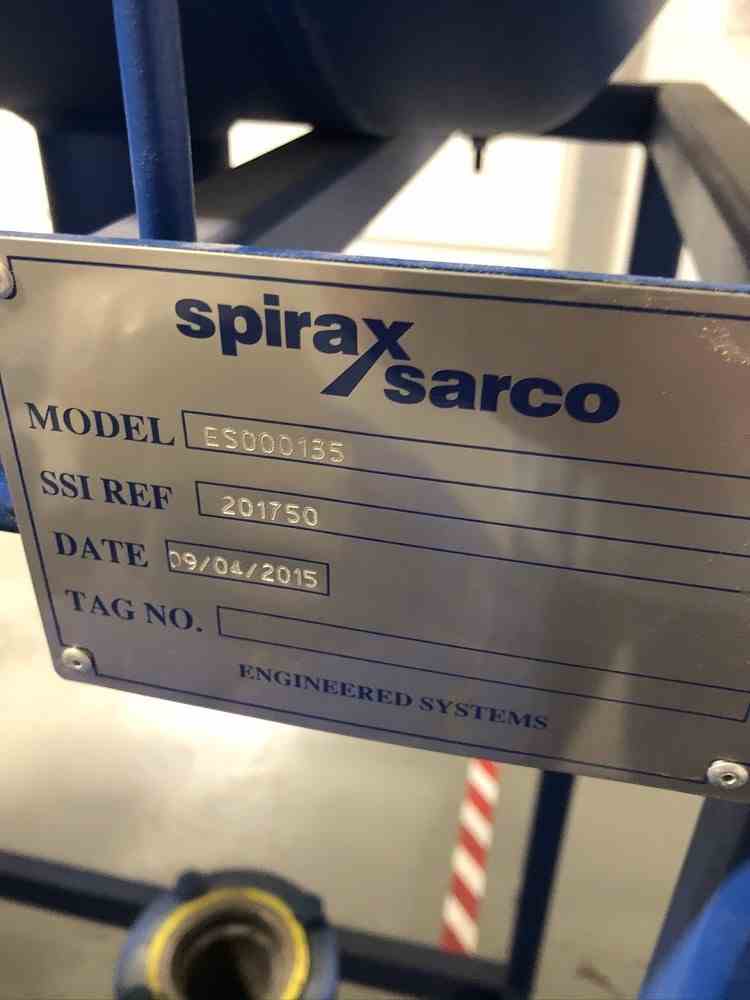 spirax
sarco
MODEL ES000135
SSI REF 201750
DATE 09/04/2015
TAG NO.
ENGINEERED SYSTEMS